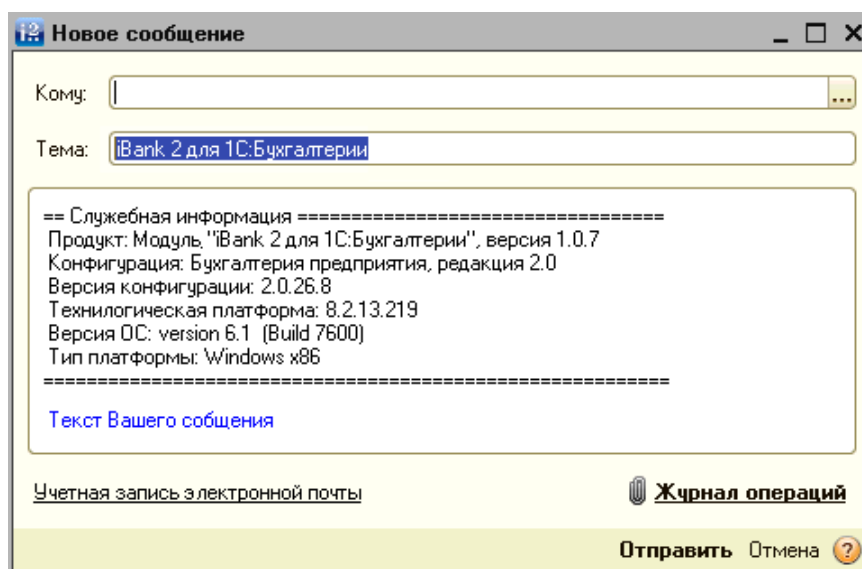 Новое сообщение
Кому:
...
Тема: iBank 2 для 1С:Бухгалтерии
== Служебная информация ==================================
Продукт: Модуль "iBank 2 для 1С:Бухгалтерии", версия 1.0.7
Конфигурация: Бухгалтерия предприятия, редакция 2.0
Версия конфигурации: 2.0.26.8
Технилогическая платформа: 8.2.13.219
Версия ОС: version 6.1 (Build 7600)
Тип платформы: Windows x86
==========================================================
Текст Вашего собщения
Учетная запись электронной почты
Журнал операций
Отправить Отмена ?